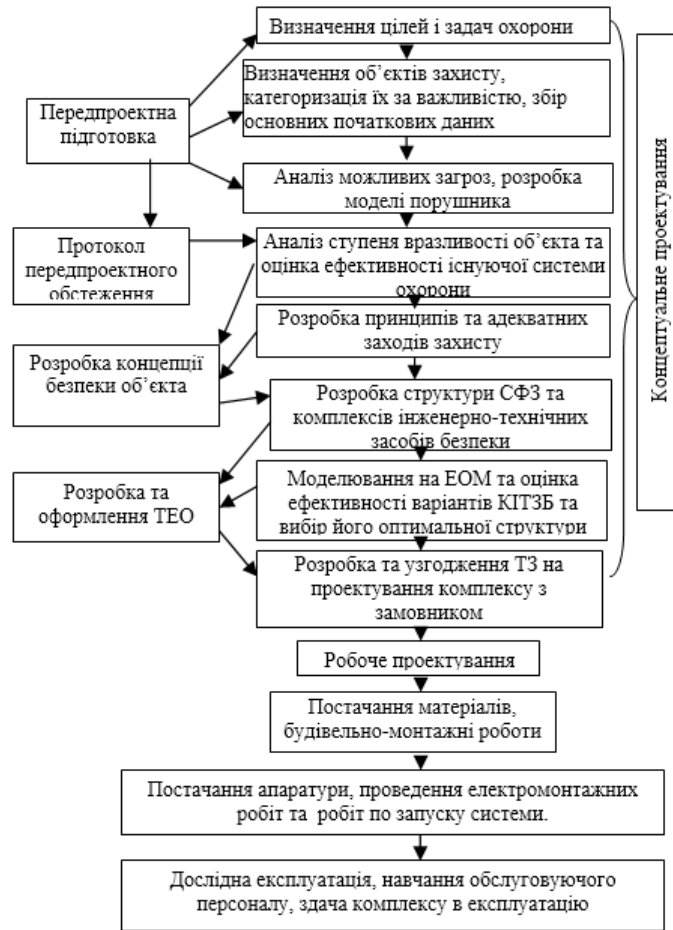 Визначення цілей і задач охорони
Визначення об’єктів захисту,
категоризація їх за важливістю, збір
основних початкових даних
Передпроектна
підготовка
Аналіз можливих загроз, розробка
моделі порушника
Протокол
передпроектного
обстеження
Аналіз ступеня вразливості об’єкта та
оцінка ефективності існуючої системи
охорони
Розробка принципів та адекватних
заходів захисту
Розробка концепції
безпеки об’єкта
Розробка структури СФЗ та
комплексів інженерно-технічних
засобів безпеки
Розробка та
оформлення ТЕО
Моделювання на ЕОМ та оцінка
ефективності варіантів КІТЗБ та
вибір його оптимальної структури
Розробка та узгодження ТЗ на
проектування комплексу з
замовником
Концептуальне проектування
Робоче проектування
Постачання матеріалів,
будівельно-монтажні роботи
Постачання апаратури, проведення електромонтажних
робіт та робіт по запуску системи.
Дослідна експлуатація, навчання обслуговуючого
персоналу, здача комплексу в експлуатацію